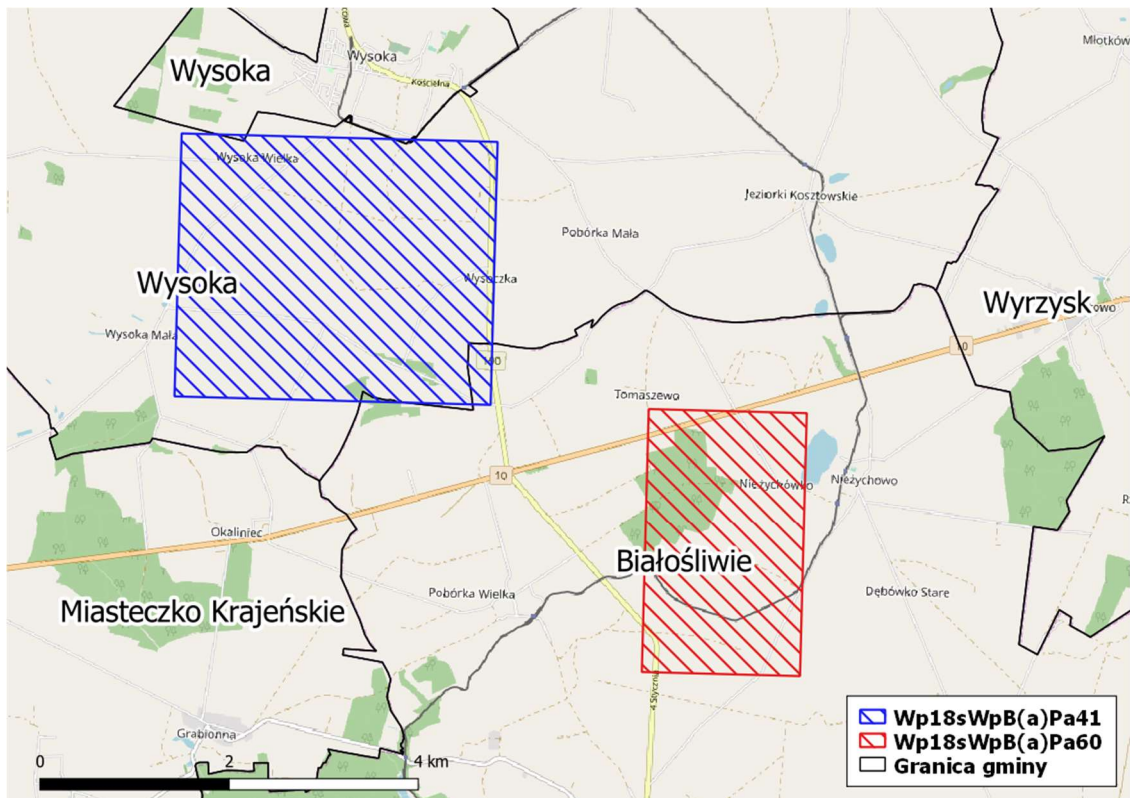 Wysoka
Wysoka
Kościelna
Młotków
Wysoka Wielka
Jeziorki Kosztowskie
Pobórka Mała
Wysoka
Wysoczka
Wyrzysk
Wysoka Mała
10
Tomaszewo
10
Nieżychówko
Nieżychowo
Okaliniec
Białośliwie
Miasteczko Krajeńskie
Pobórka Wielka
Dębówko Stare
4 Stycznia
Grabionna
0 2 4 km
Wp18sWpB(a)Pa41
Wp18sWpB(a)Pa60
Granica gminy